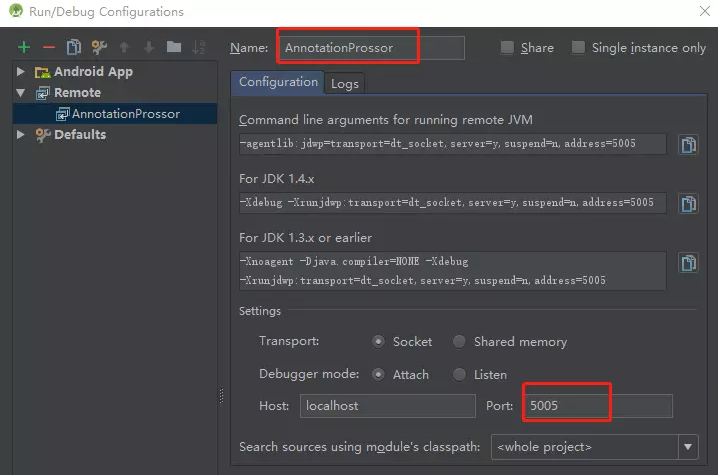 Run/Debug Configurations
Name: AnnotationProssor Share Single instance only
Android App
Remote
AnnotationProssor
Defaults
Configuration Logs
Command line arguments for running remote JVM
-agentlib:jdwp=transport=dt_socket,server=y,suspend=n,address=5005
For JDK 1.4.x
-Xdebug -Xrunjdwp:transport=dt_socket,server=y,suspend=n,address=5005
For JDK 1.3.x or earlier
-Xnoagent -Djava.compiler=NONE -Xdebug
-Xrunjdwp:transport=dt_socket,server=y,suspend=n,address=5005
Settings
Transport: Socket Shared memory
Debugger mode: Attach Listen
Host: localhost Port: 5005
Search sources using module's classpath: <whole project>